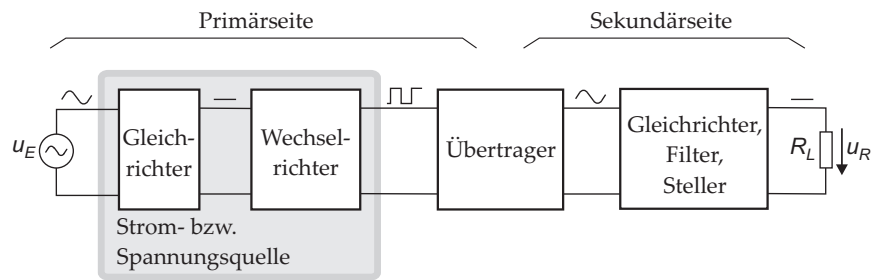 Primärseite
Sekundärseite
u_E
Gleich-
richter
Wechsel-
richter
Übertrager
Gleichrichter,
Filter,
Steller
R_L
u_R
Strom- bzw.
Spannungsquelle